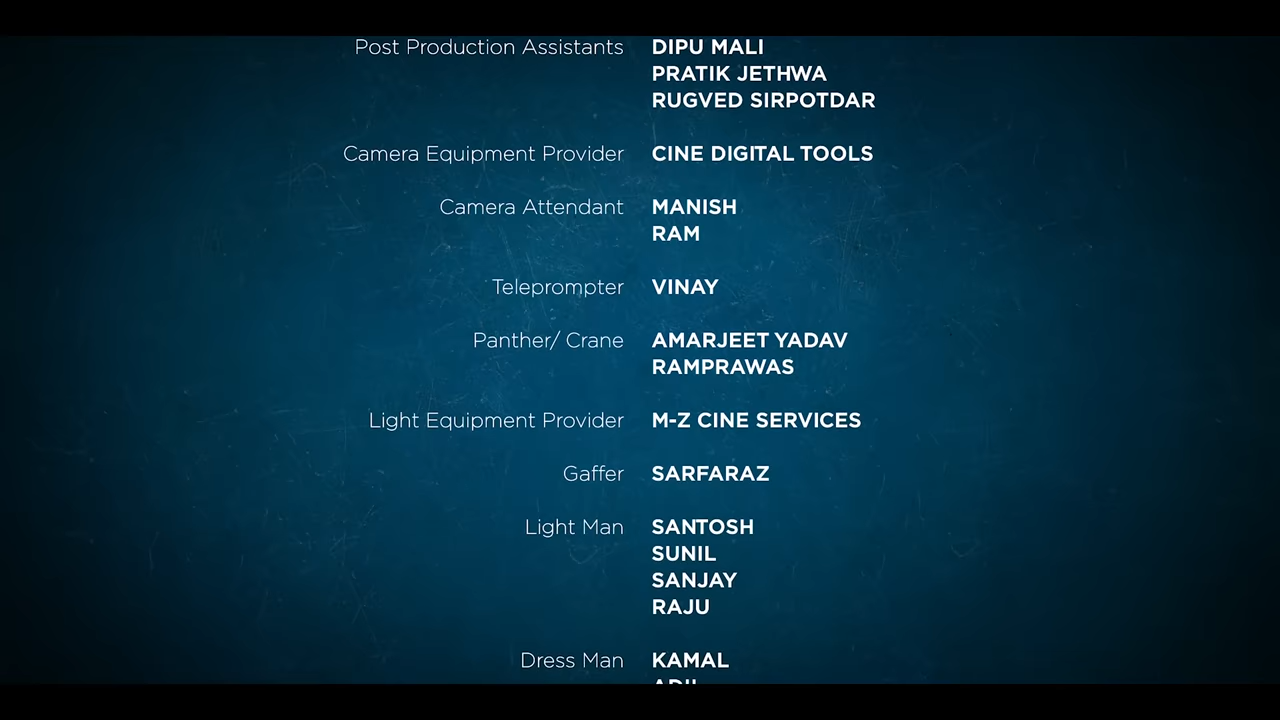 Post Production Assistants DIPU MALI
PRATIK JETHWA
RUGVED SIRPOTDAR
Camera Equipment Provider CINE DIGITAL TOOLS
Camera Attendant MANISH
RAM
Teleprompter VINAY
Panther/ Crane AMARJEET YADAV
RAMPRAWAS
Light Equipment Provider M-Z CINE SERVICES
Gaffer SARFARAZ
Light Man SANTOSH
SUNIL
SANJAY
RAJU
Dress Man KAMAL